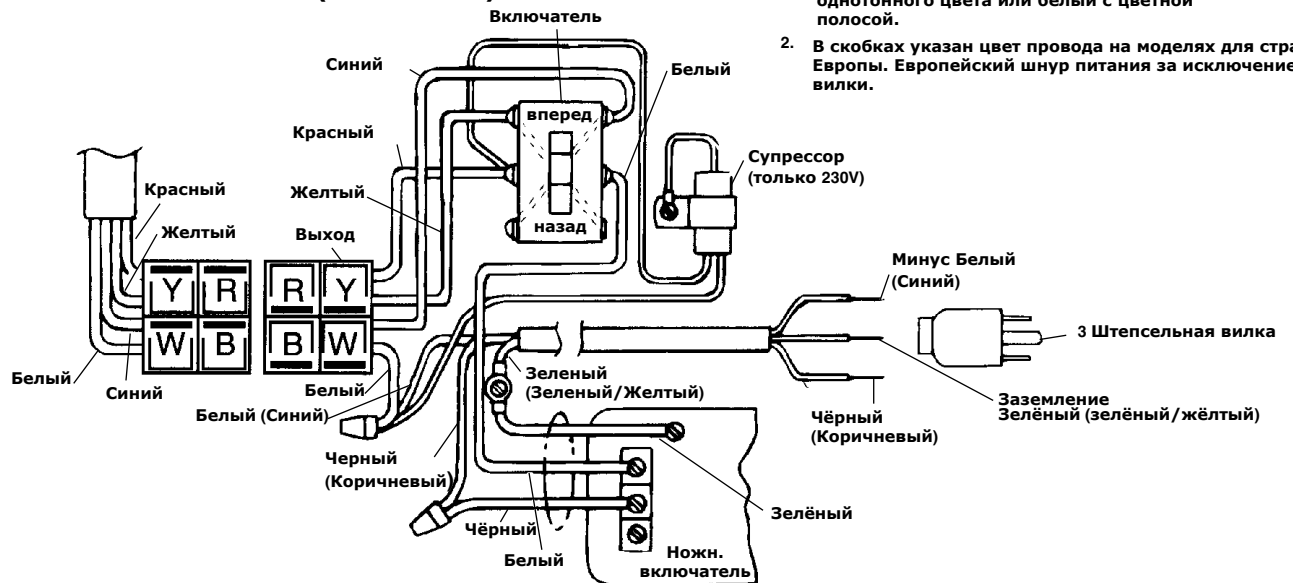 однотонного цвета или белый с цветной
полосой.
2. В скобках указан цвет провода на моделях для стра
Европы. Европейский шнур питания за исключение
вилки.
Включатель
Синий
Белый
вперед
Красный
Супрессор
(только 230V)
Красный
Желтый
Желтый
назад
Выход
Минус Белый
(Синий)
Y R
R Y
W B
B W
3 Штепсельная вилка
Белый
Синий
Белый
Зеленый
(Зеленый/Желтый)
Белый (Синий)
Чёрный
(Коричневый)
Заземление
Зелёный (зелёный/жёлтый)
Черный
(Коричневый)
Зелёный
Чёрный
Белый
Ножн.
включатель